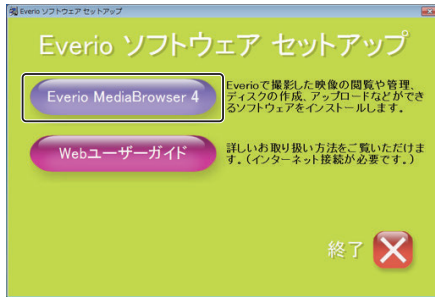 Everio ソフトウェア セットアップ
Everio ソフトウェア セットアップ
Everio MediaBrowser 4
Everioで撮影した映像の閲覧や管理、
ディスクの作成、アップロードなどができ
るソフトウェアをインストールします。
Webユーザーガイド
詳しいお取り扱い方法をご覧いただけま
す。(インターネット接続が必要です。)
終了